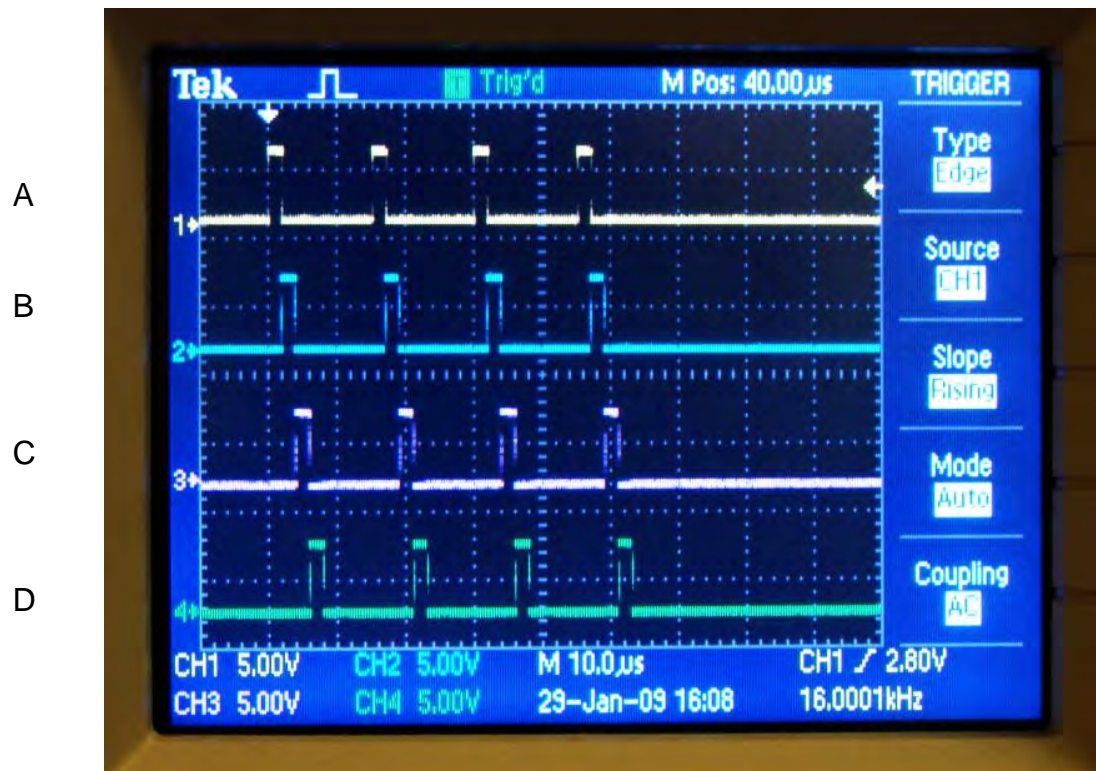 Tek Trig'd M Pos: 40.00µs TRIGGER
Type
Edge
A
1
Source
CH1
B
2
Slope
Rising
C
3
Mode
Auto
D
4
Coupling
AC
CH1 5.00V CH2 5.00V M 10.0µs CH1 2.80V
CH3 5.00V CH4 5.00V 29-Jan-09 16:08 16.0001kHz